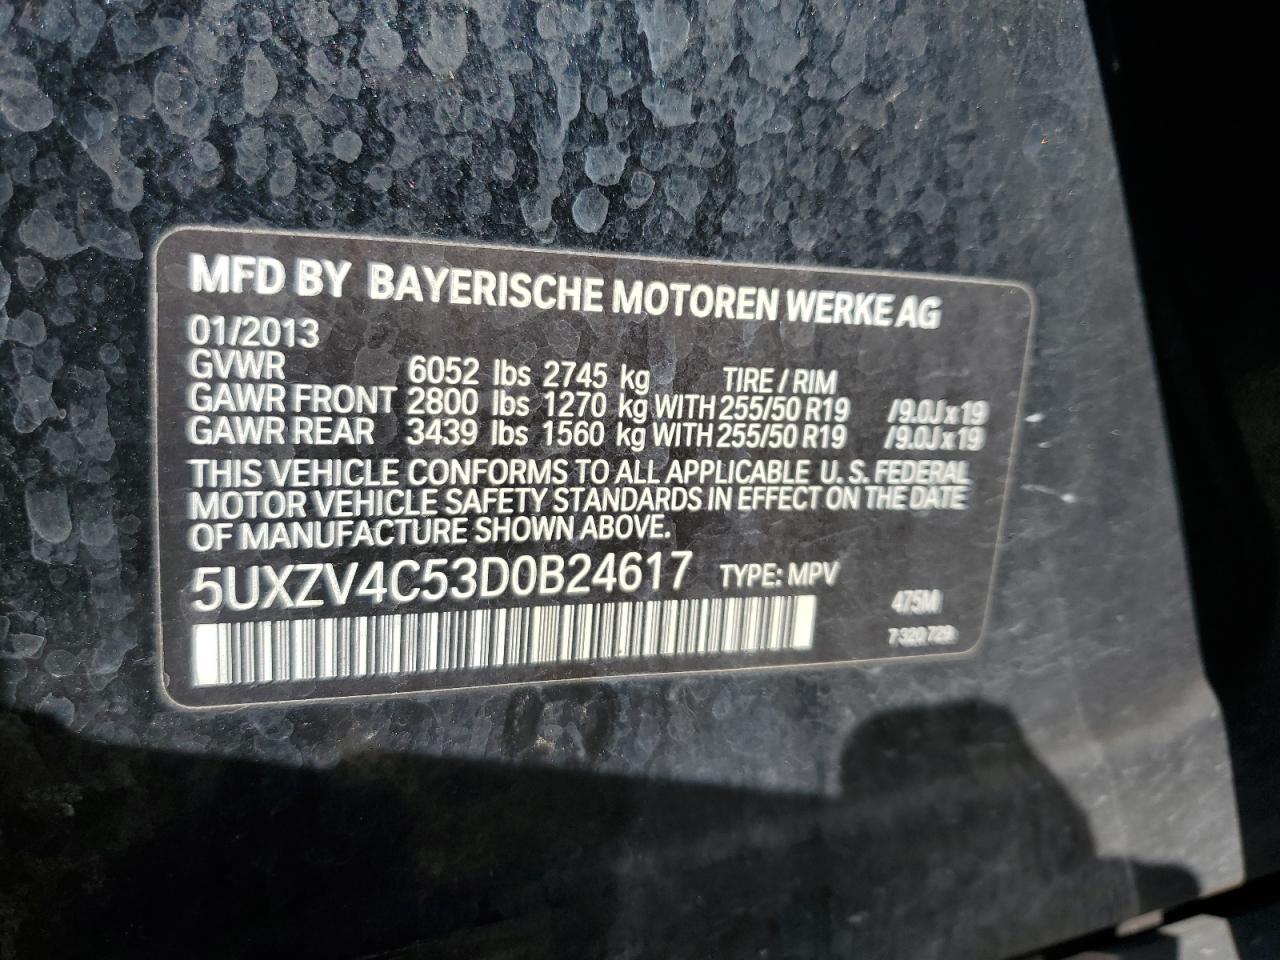 MFD BY BAYERISCHE MOTOREN WERKE AG
01/2013
GVWR 6052 lbs 2745 kg TIRE / RIM
GAWR FRONT 2800 lbs 1270 kg WITH 255/50 R19 /9.0J x 19
GAWR REAR 3439 lbs 1560 kg WITH 255/50 R19 /9.0J x 19
THIS VEHICLE CONFORMS TO ALL APPLICABLE U. S. FEDERAL
MOTOR VEHICLE SAFETY STANDARDS IN EFFECT ON THE DATE
OF MANUFACTURE SHOWN ABOVE.
5UXZV4C53D0B24617 TYPE: MPV
475M
7 320 729